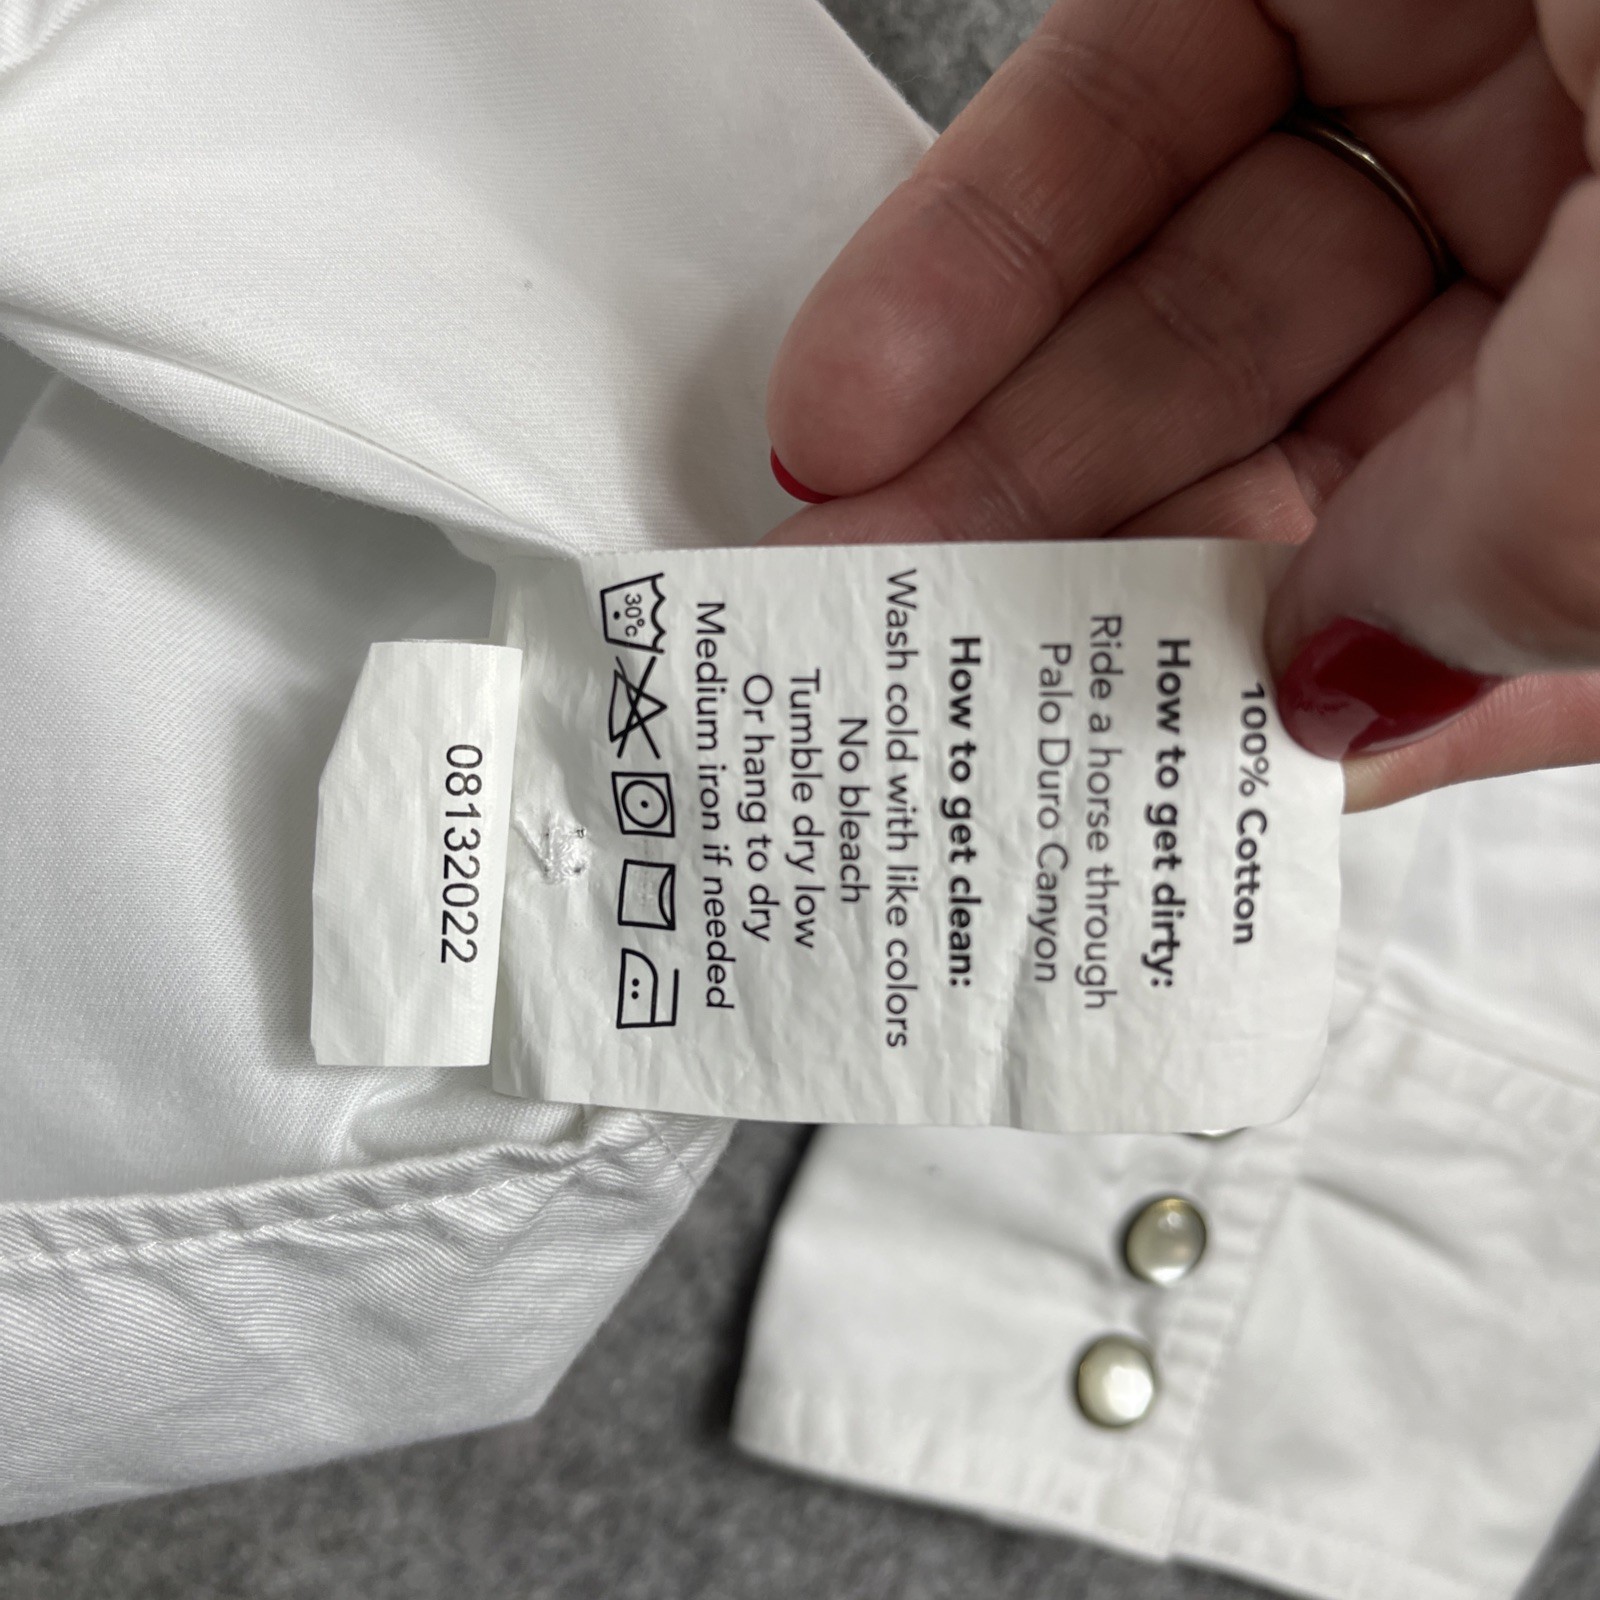 100% Cotton
How to get dirty:
Ride a horse through
Palo Duro Canyon
How to get clean:
Wash cold with like colors
No bleach
Tumble dry low
Or hang to dry
Medium iron if needed
30°c
08132022